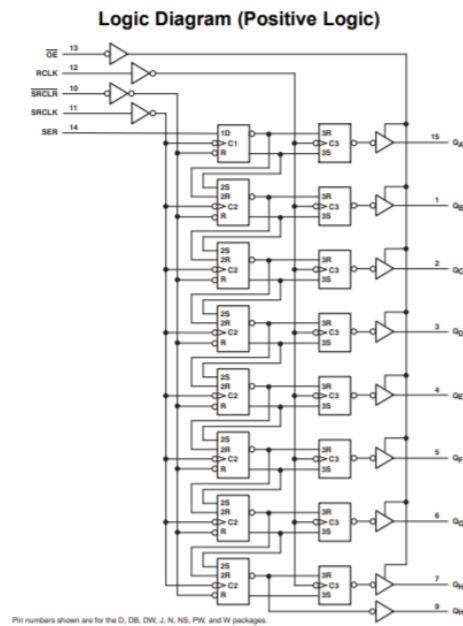 Logic Diagram (Positive Logic)
OE 13
RCLK 12
SRCLR 10
SRCLK 11
SER 14
1D 3R
C1 C3 15 QA
R 3S
2S
2R 3R
C2 C3 1 QB
R 3S
2S
2R 3R
C2 C3 2 QC
R 3S
2S
2R 3R
C2 C3 3 QD
R 3S
2S
2R 3R
C2 C3 4 QE
R 3S
2S
2R 3R
C2 C3 5 QF
R 3S
2S
2R 3R
C2 C3 6 QG
R 3S
2S
2R 3R
C2 C3 7 QH
R 3S
9 QH
Pin numbers shown are for the D, DB, DW, J, N, NS, PW, and W packages.